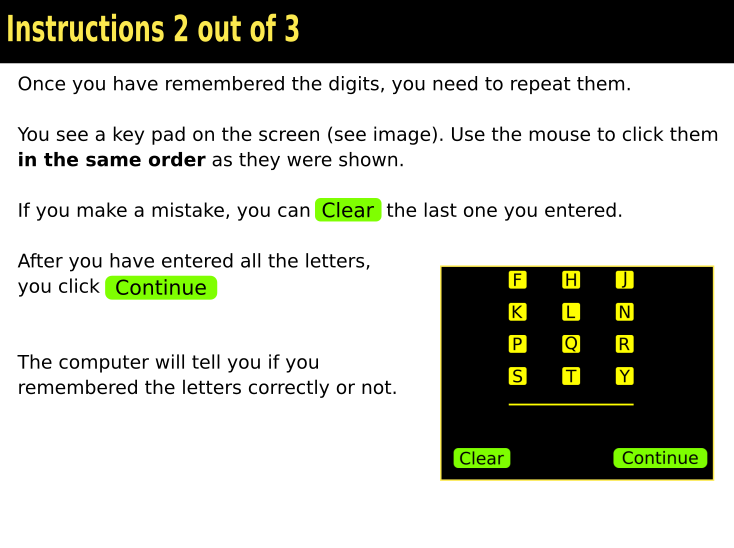 Instructions 2 out of 3
Once you have remembered the digits, you need to repeat them.
You see a key pad on the screen (see image). Use the mouse to click them
in the same order as they were shown.
If you make a mistake, you can Clear the last one you entered.
After you have entered all the letters,
you click Continue
The computer will tell you if you
remembered the letters correctly or not.
F H J
K L N
P Q R
S T Y
Clear Continue